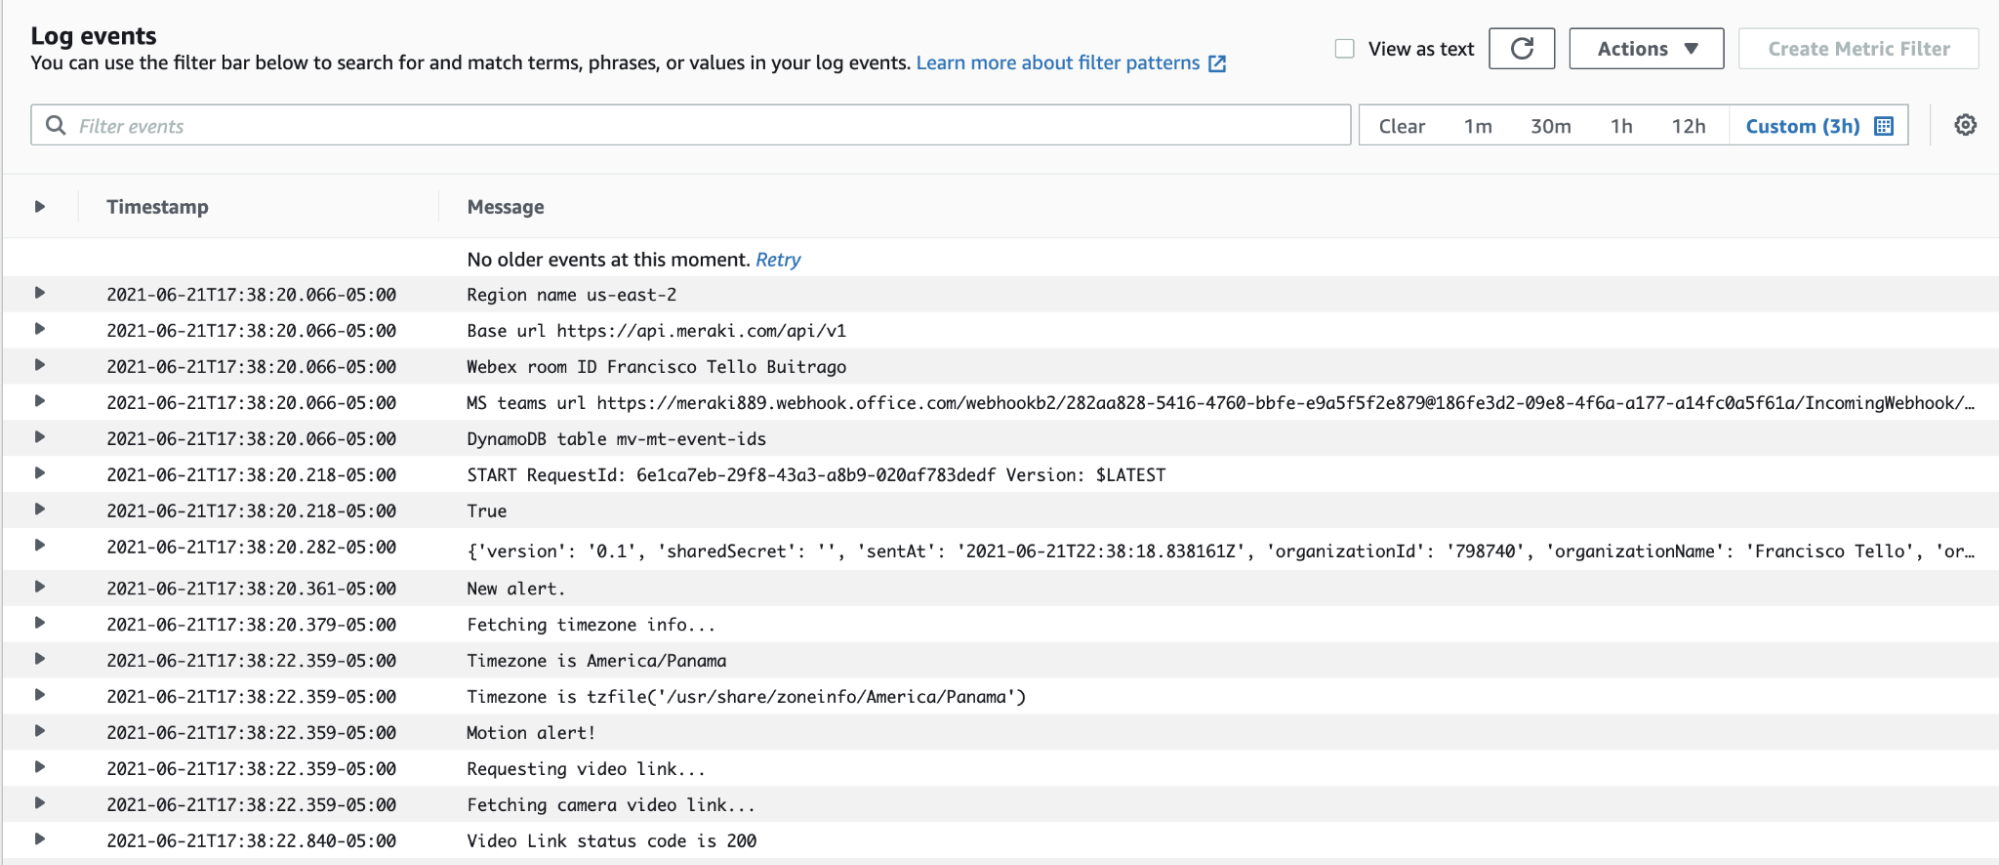 Log events
You can use the filter bar below to search for and match terms, phrases, or values in your log events. Learn more about filter patterns
View as text
Actions
Create Metric Filter
Filter events
Clear 1m 30m 1h 12h Custom (3h)
Timestamp Message
No older events at this moment. Retry
2021-06-21T17:38:20.066-05:00 Region name us-east-2
2021-06-21T17:38:20.066-05:00 Base url https://api.meraki.com/api/v1
2021-06-21T17:38:20.066-05:00 Webex room ID Francisco Tello Buitrago
2021-06-21T17:38:20.066-05:00 MS teams url https://meraki889.webhook.office.com/webhookb2/282aa828-5416-4760-bbfe-e9a5f5f2e879@186fe3d2-09e8-4f6a-a177-a14fc0a5f61a/IncomingWebhook/…
2021-06-21T17:38:20.066-05:00 DynamoDB table mv-mt-event-ids
2021-06-21T17:38:20.218-05:00 START RequestId: 6e1ca7eb-29f8-43a3-a8b9-020af783dedf Version: $LATEST
2021-06-21T17:38:20.218-05:00 True
2021-06-21T17:38:20.282-05:00 {'version': '0.1', 'sharedSecret': '', 'sentAt': '2021-06-21T22:38:18.838161Z', 'organizationId': '798740', 'organizationName': 'Francisco Tello', 'or…
2021-06-21T17:38:20.361-05:00 New alert.
2021-06-21T17:38:20.379-05:00 Fetching timezone info...
2021-06-21T17:38:22.359-05:00 Timezone is America/Panama
2021-06-21T17:38:22.359-05:00 Timezone is tzfile('/usr/share/zoneinfo/America/Panama')
2021-06-21T17:38:22.359-05:00 Motion alert!
2021-06-21T17:38:22.359-05:00 Requesting video link...
2021-06-21T17:38:22.359-05:00 Fetching camera video link...
2021-06-21T17:38:22.840-05:00 Video Link status code is 200